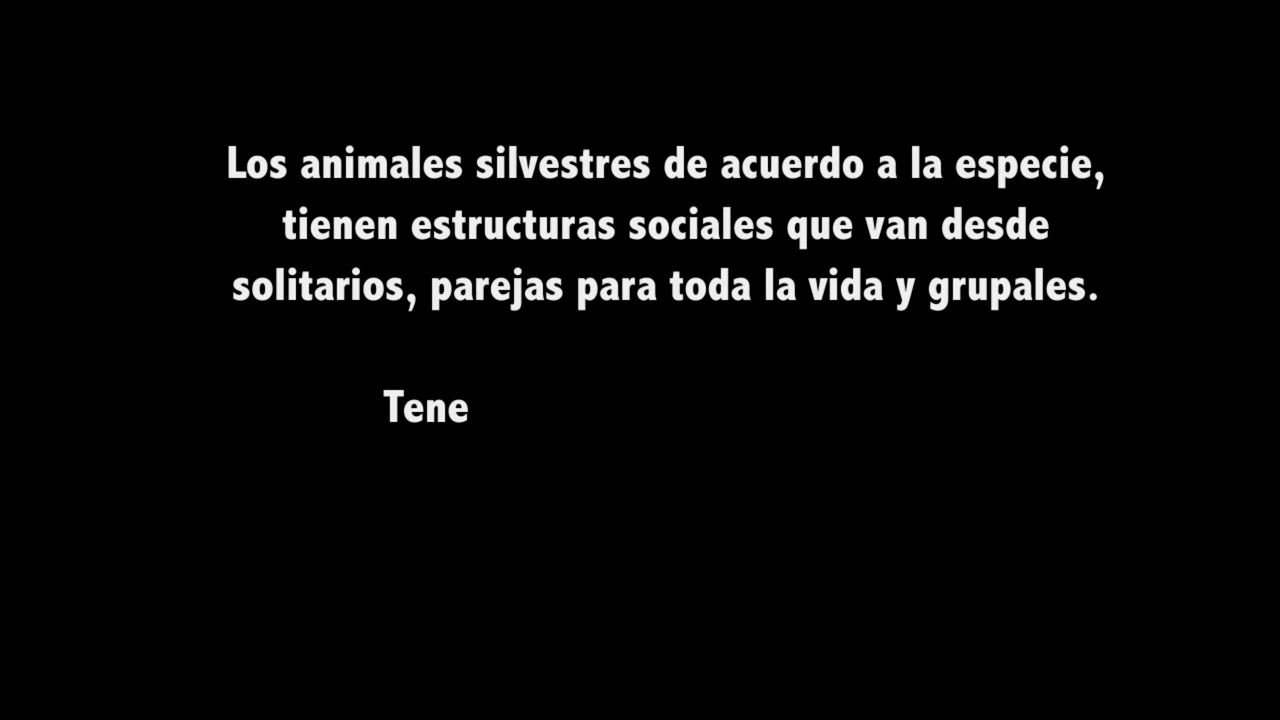 Los animales silvestres de acuerdo a la especie,
tienen estructuras sociales que van desde
solitarios, parejas para toda la vida y grupales.
Tene